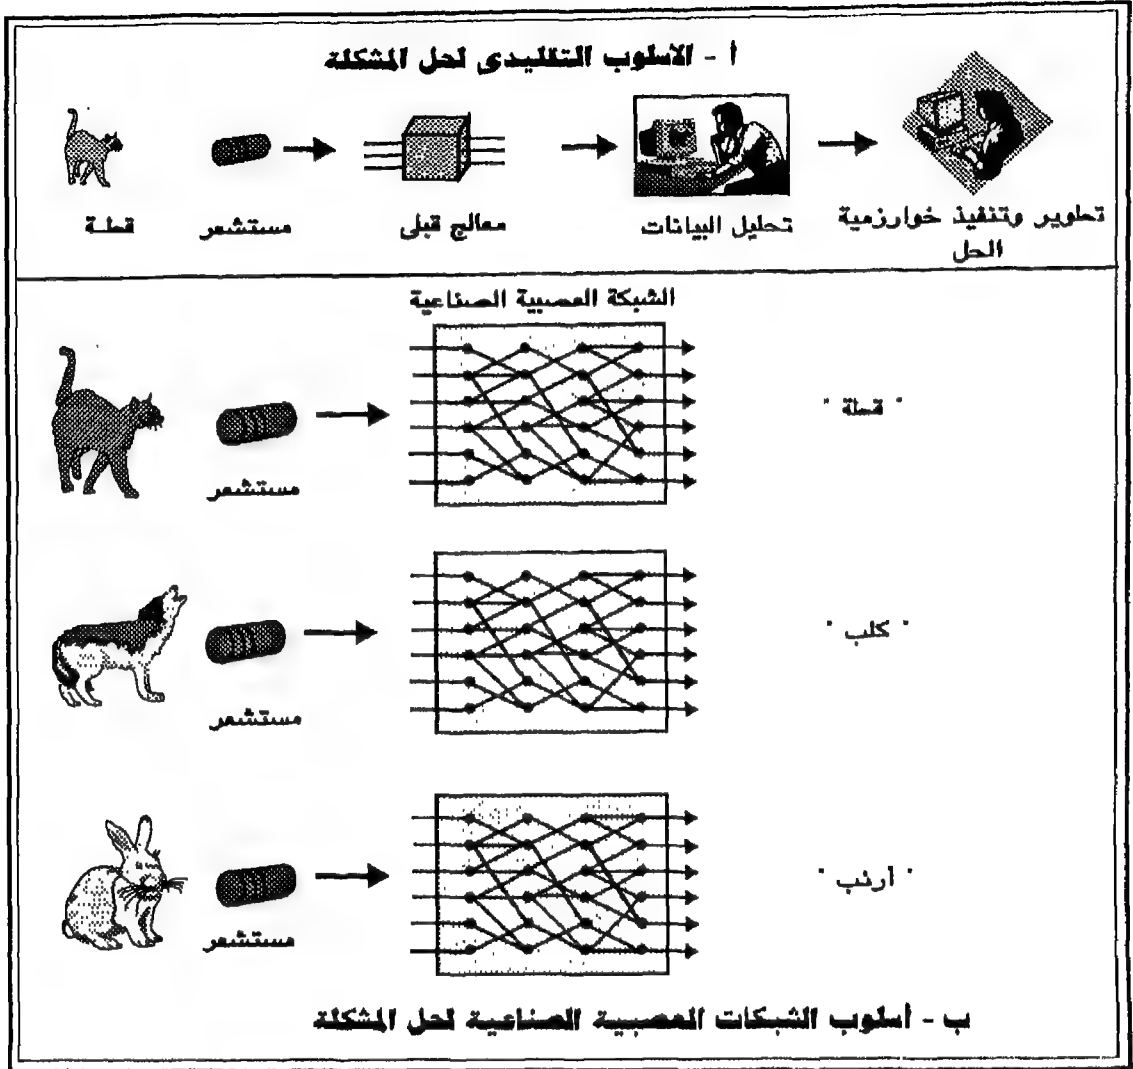 أ - الاسلوب التقليدى لحل المشكلة
قطة
مستشعر
معالج قبلى
تحليل البيانات
تطوير وتنفيذ خوارزمية
الحل
الشبكة العصبية الصناعية
مستشعر
" قطة "
مستشعر
" كلب "
مستشعر
" أرنب "
ب - أسلوب الشبكات العصبية الصناعية لحل المشكلة